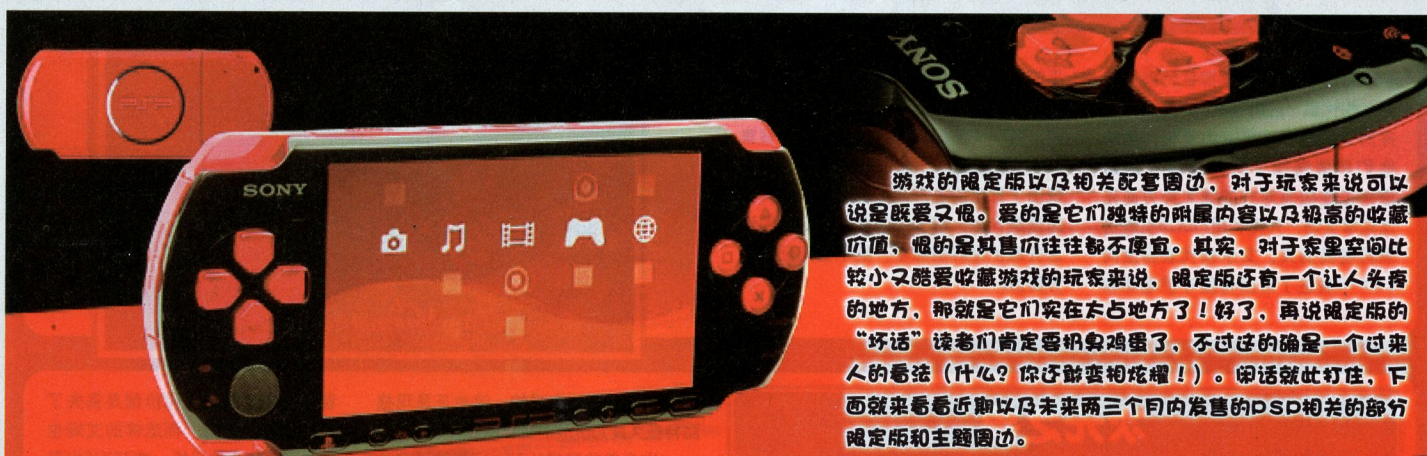 PSP
SONY
SONY
游戏的限定版以及相关配套周边，对于玩家来说可以
说是既爱又恨。爱的是它们独特的附属内容以及极高的收藏
价值，恨的是其售价往往都不便宜。其实，对于家里空间比
较小又酷爱收藏游戏的玩家来说，限定版还有一个让人头疼
的地方，那就是它们实在太占地方了！好了，再说限定版的
“坏话”读者们肯定要扔臭鸡蛋了，不过这的确是一个过来
人的看法（什么？你还敢变相炫耀！）。闲话就此打住，下
面就来看看近期以及未来两三个月内发售的PSP相关的部分
限定版和主题周边。